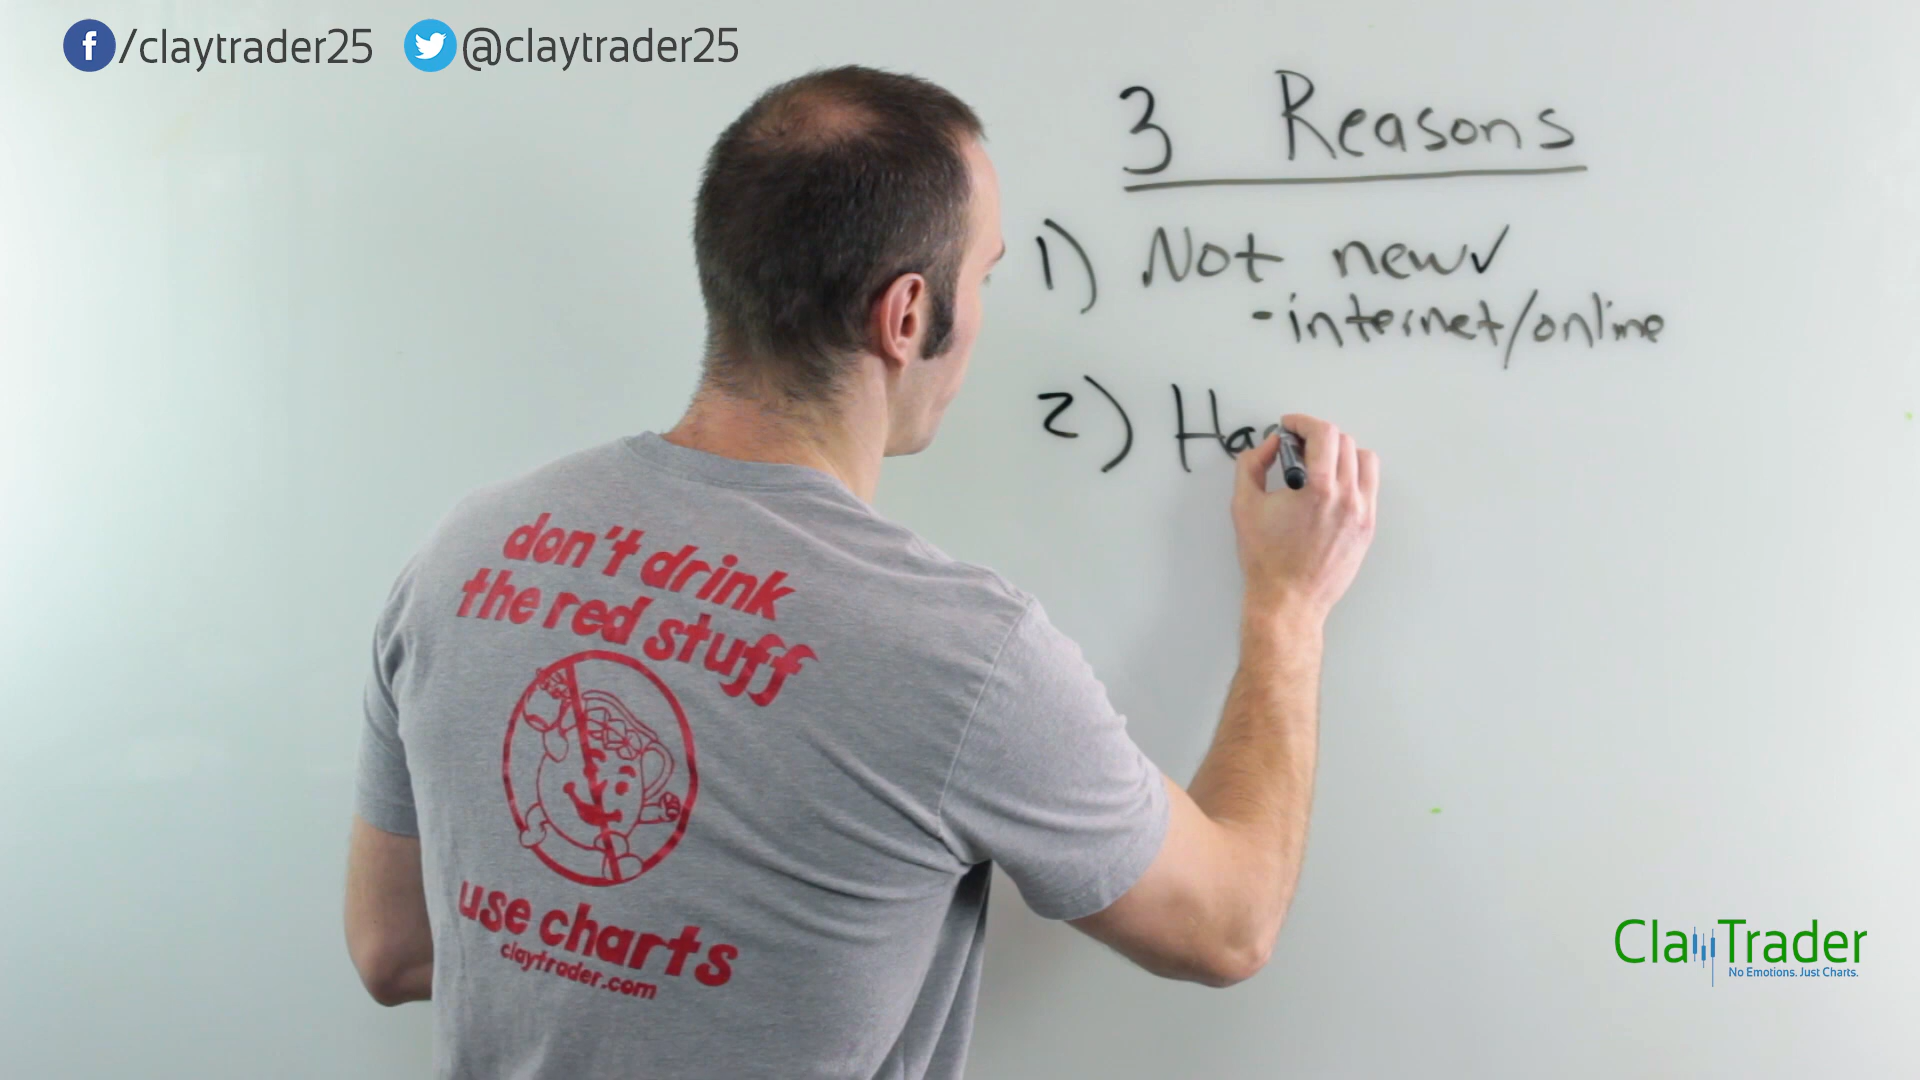 /claytrader25 @claytrader25
3 Reasons
1) Not new✓
-internet/online
2) Ha
don't drink
the red stuff
use charts
claytrader.com
ClayTrader
No Emotions. Just Charts.